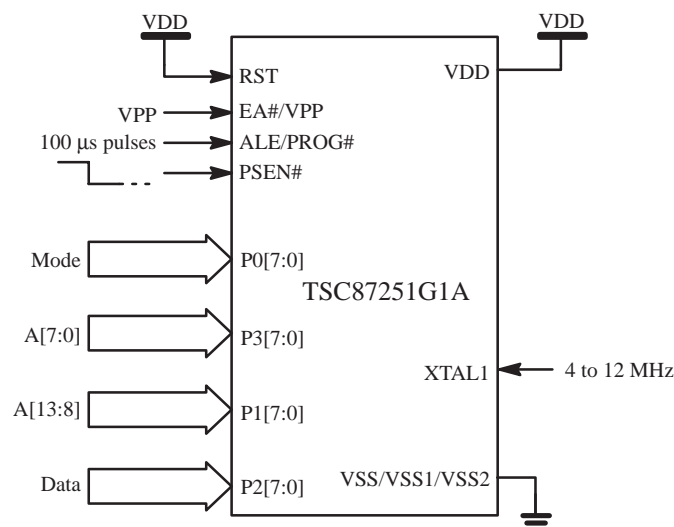 VDD
VDD
RST
VDD
VPP
EA#/VPP
100 µs pulses
ALE/PROG#
PSEN#
Mode
P0[7:0]
TSC87251G1A
A[7:0]
P3[7:0]
XTAL1
4 to 12 MHz
A[13:8]
P1[7:0]
Data
P2[7:0]
VSS/VSS1/VSS2